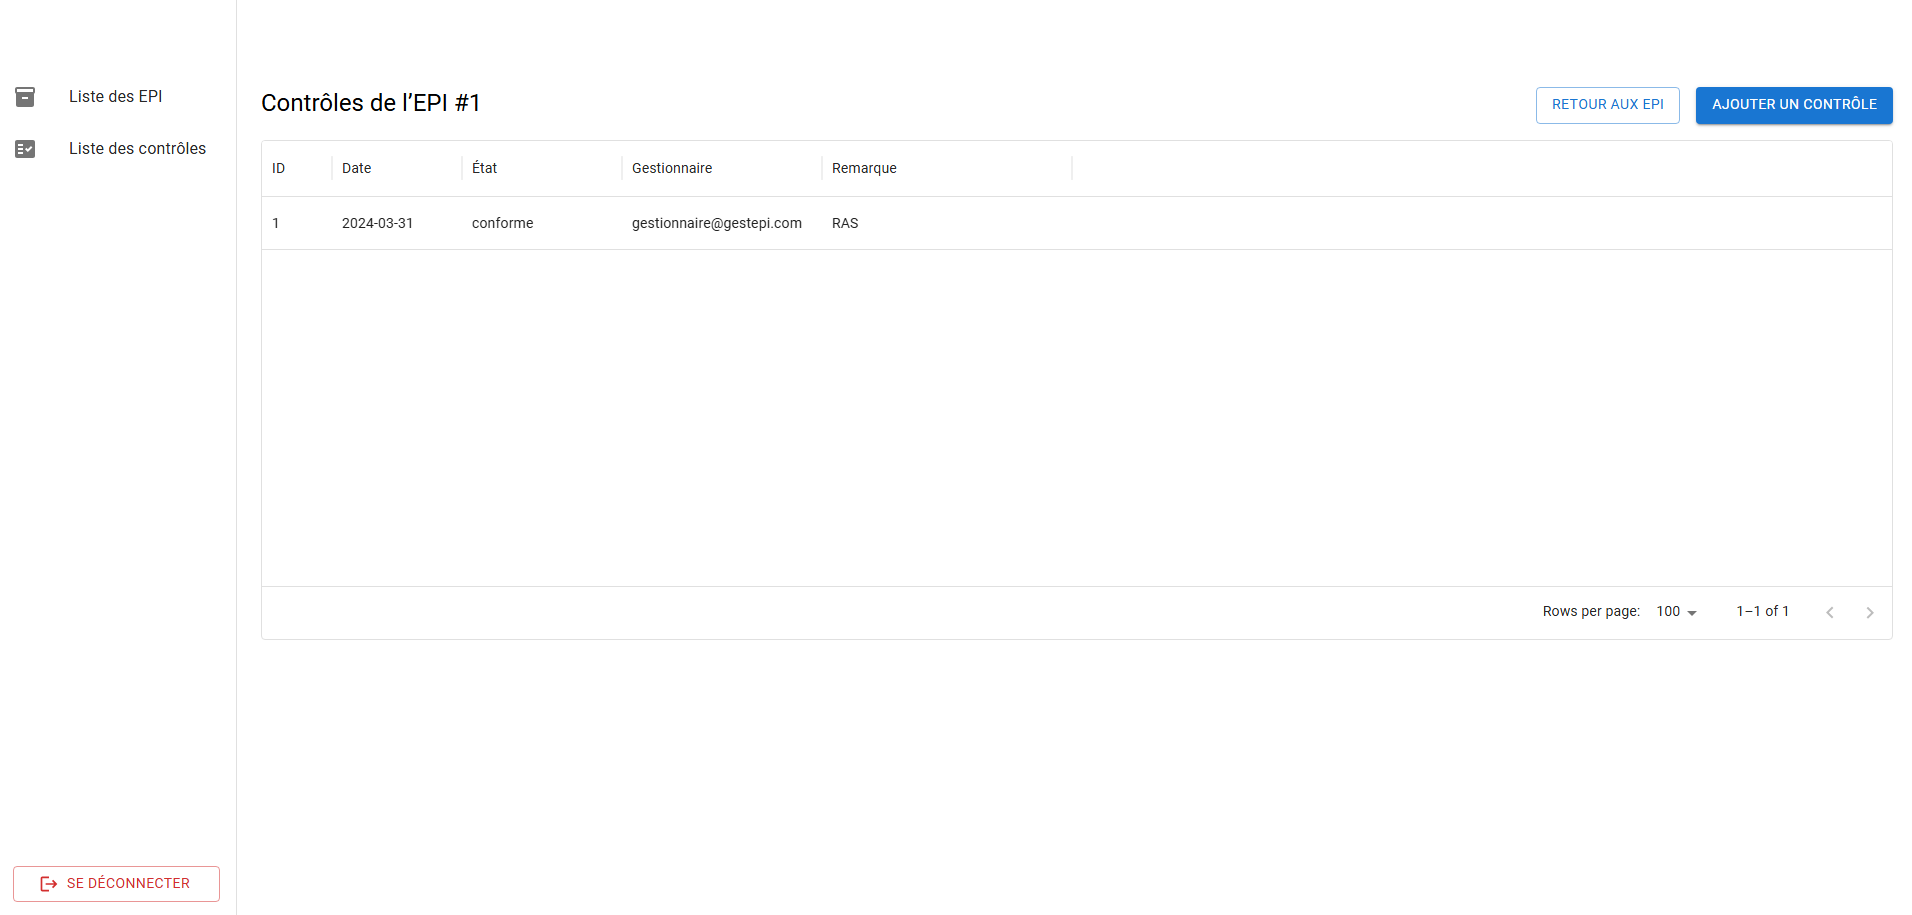 Liste des EPI
Liste des contrôles
SE DÉCONNECTER
Contrôles de l’EPI #1
RETOUR AUX EPI
AJOUTER UN CONTRÔLE
ID Date État Gestionnaire Remarque
1 2024-03-31 conforme gestionnaire@gestepi.com RAS
Rows per page: 100 1–1 of 1